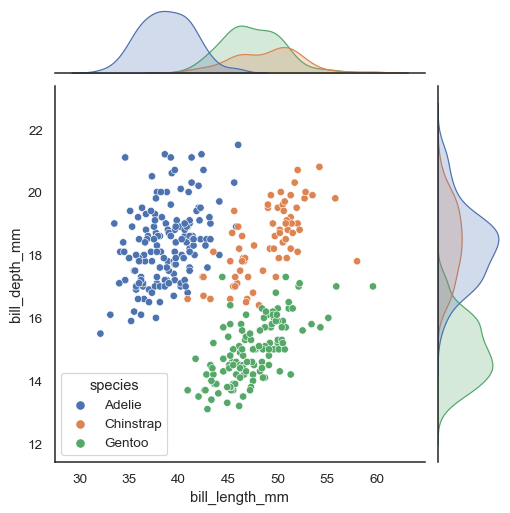 22
20
18
16
14
12
bill_depth_mm
species
Adelie
Chinstrap
Gentoo
30 35 40 45 50 55 60
bill_length_mm